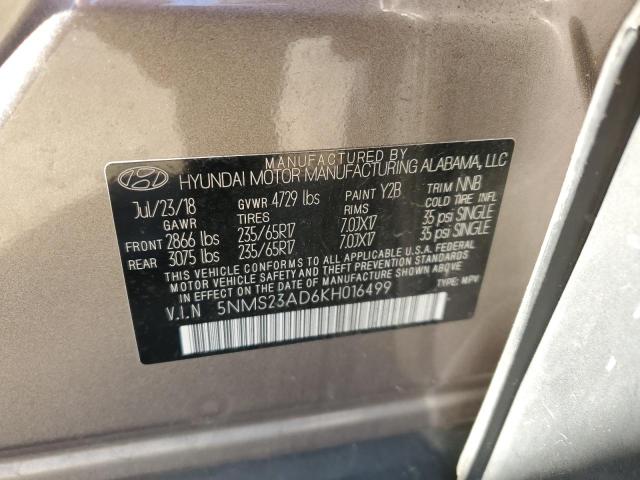 MANUFACTURED BY
HYUNDAI MOTOR MANUFACTURING ALABAMA, LLC
Jul/23/18 GVWR 4729 lbs PAINT Y2B TRIM NNB
GAWR TIRES RIMS COLD TIRE INFL
FRONT 2866 lbs 235/65R17 7.0JX17 35 psi SINGLE
REAR 3075 lbs 235/65R17 7.0JX17 35 psi SINGLE
THIS VEHICLE CONFORMS TO ALL APPLICABLE U.S.A. FEDERAL
MOTOR VEHICLE SAFETY AND THEFT PREVENTION STANDARDS
IN EFFECT ON THE DATE OF MANUFACTURE SHOWN ABOVE.
V.I.N 5NMS23AD6KH016499 TYPE: MPV